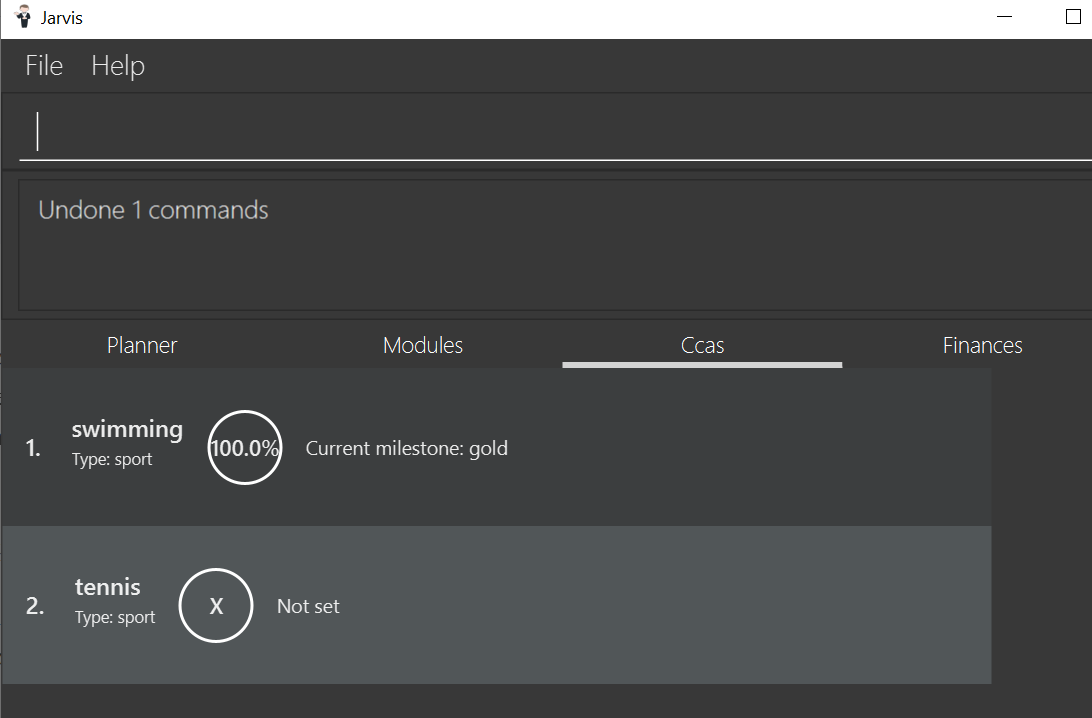 Jarvis
File Help
Undone 1 commands
Planner Modules Ccas Finances
1. swimming
Type: sport
100.0%
Current milestone: gold
2. tennis
Type: sport
X
Not set